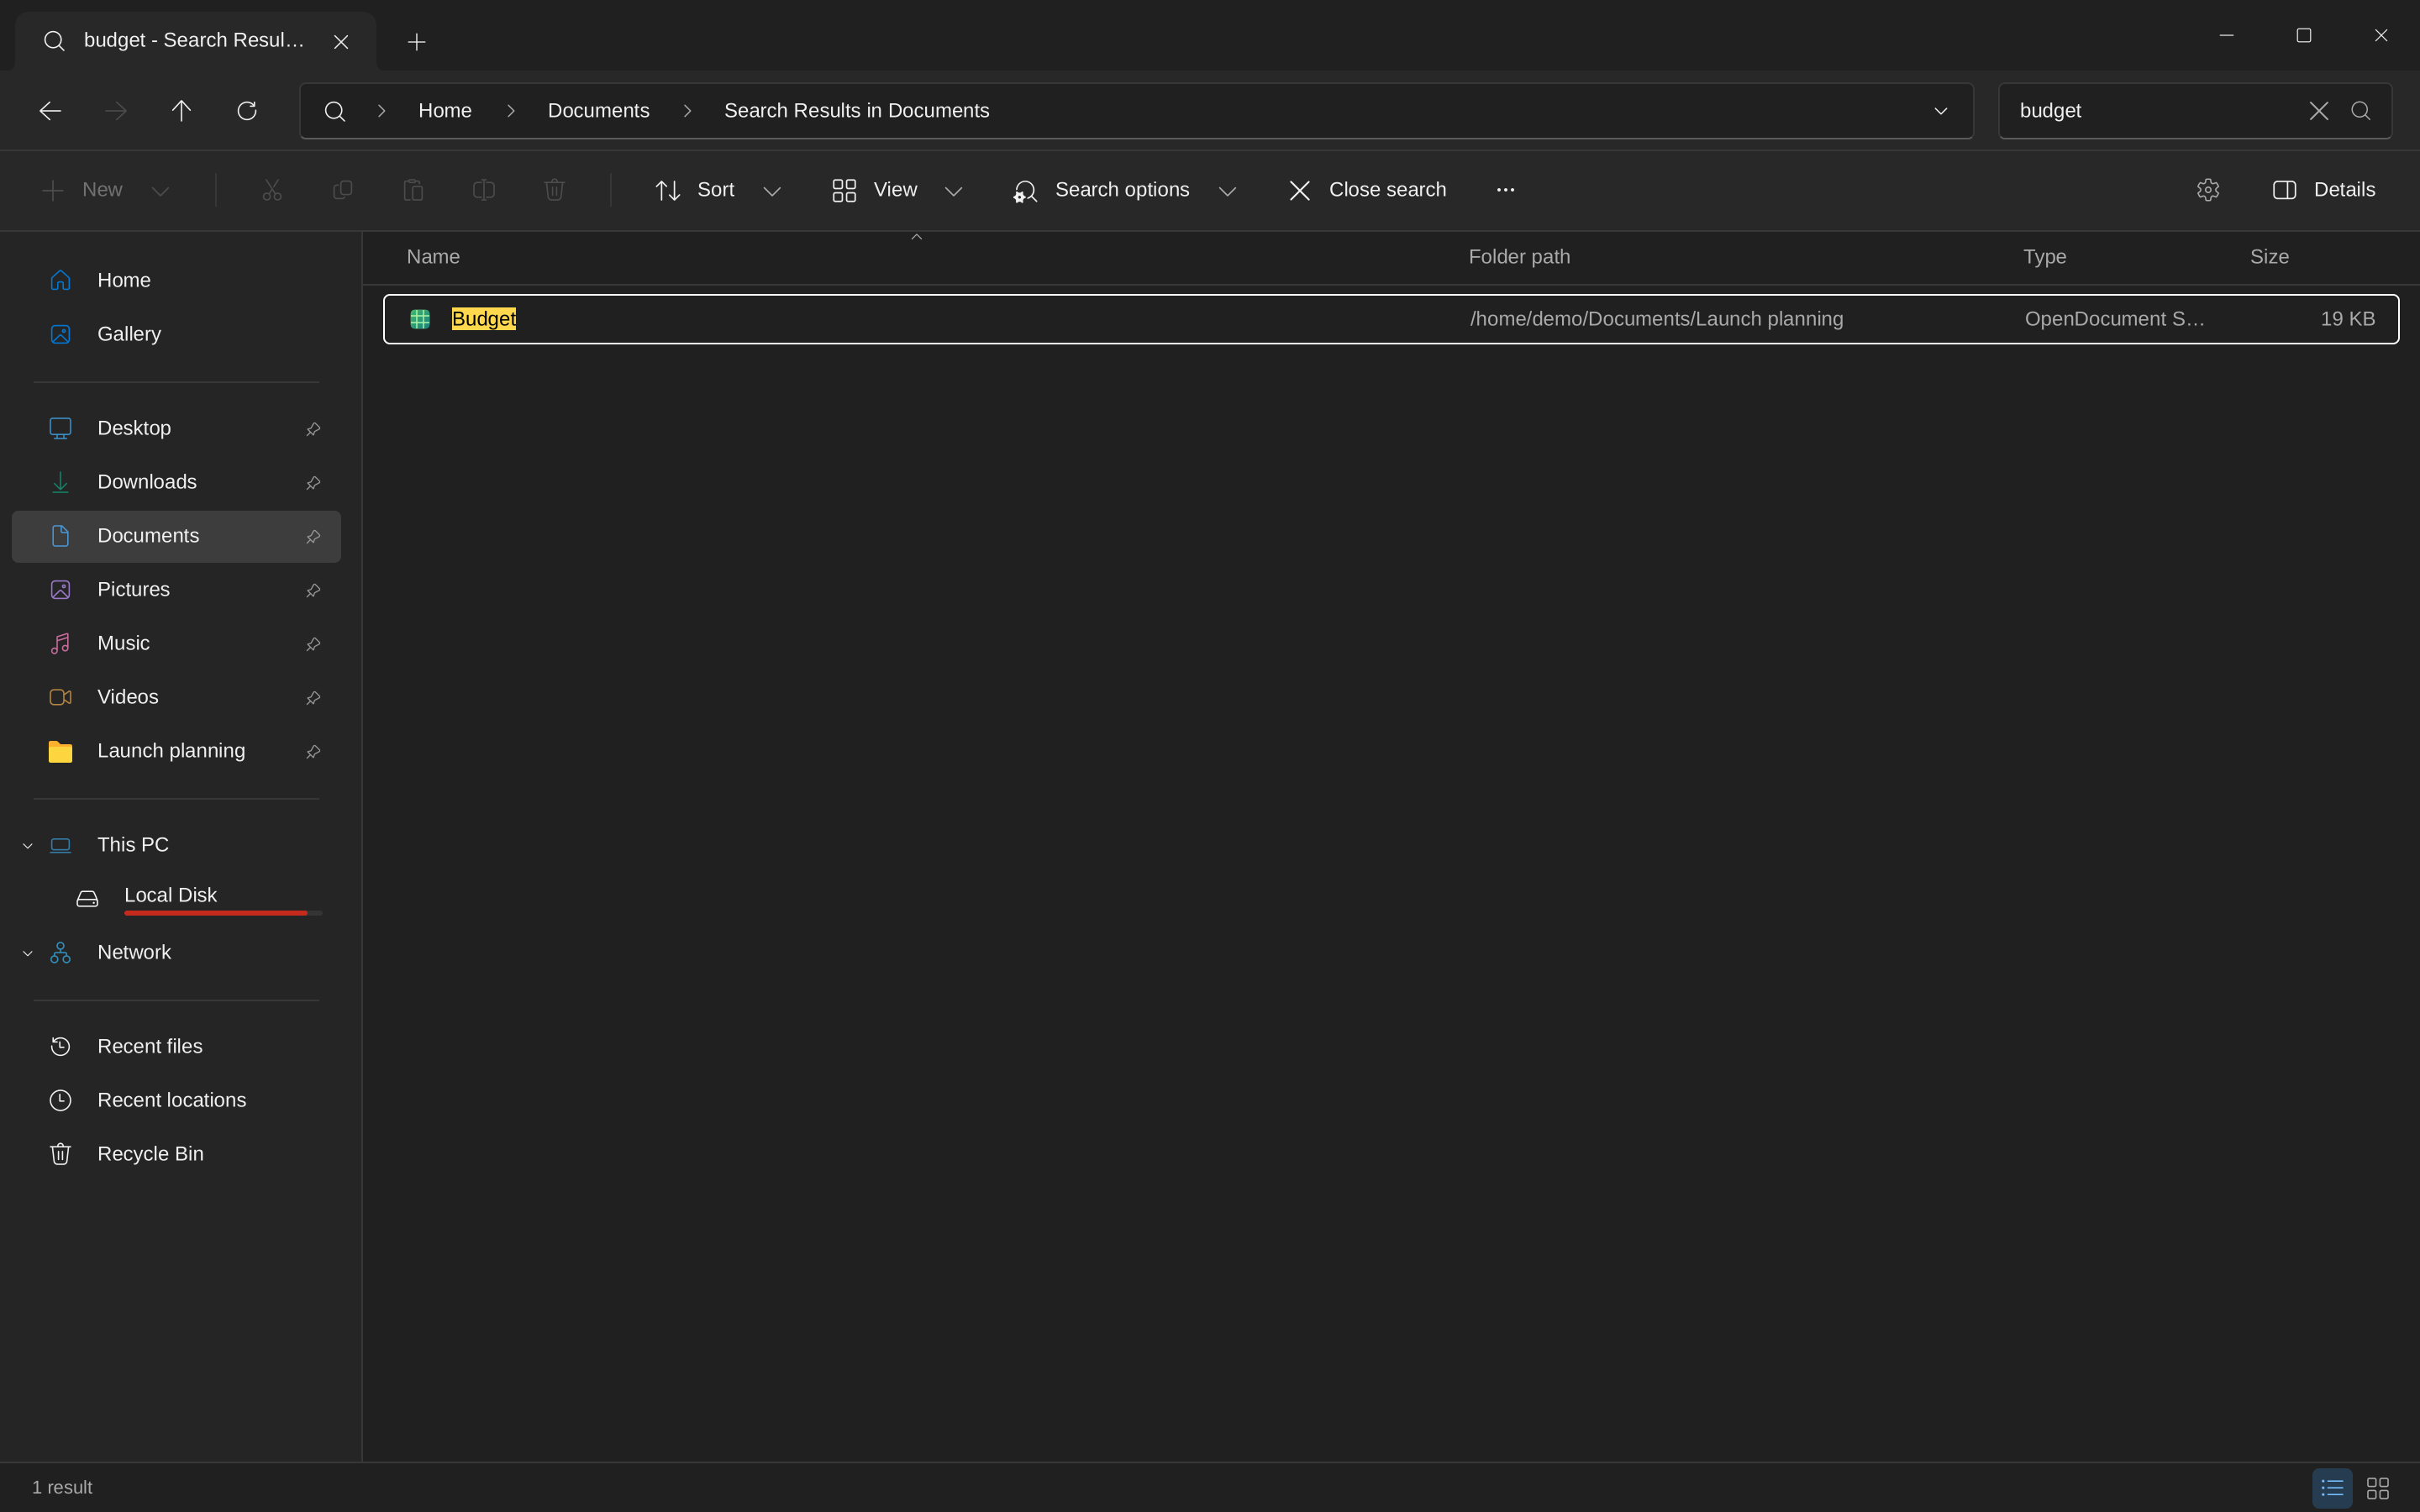 budget - Search Resul…
Home
Documents
Search Results in Documents
budget
New
Sort
View
Search options
Close search
Details
Home
Gallery
Desktop
Downloads
Documents
Pictures
Music
Videos
Launch planning
This PC
Local Disk
Network
Recent files
Recent locations
Recycle Bin
Name
Folder path
Type
Size
Budget
/home/demo/Documents/Launch planning
OpenDocument S…
19 KB
1 result